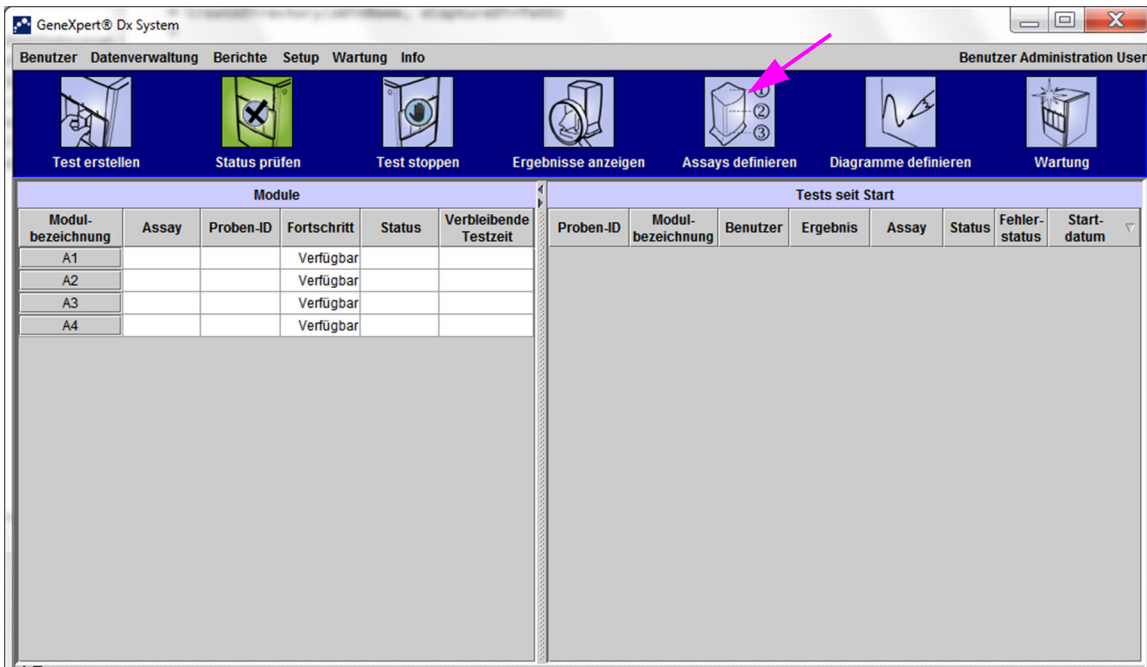 GeneXpert® Dx System
Benutzer Datenverwaltung Berichte Setup Wartung Info Benutzer Administration User
① ② ③
Test erstellen Status prüfen Test stoppen Ergebnisse anzeigen Assays definieren Diagramme definieren Wartung
Module
Modul-
bezeichnung Assay Proben-ID Fortschritt Status Verbleibende
Testzeit
A1 Verfügbar
A2 Verfügbar
A3 Verfügbar
A4 Verfügbar
Tests seit Start
Proben-ID Modul-
bezeichnung Benutzer Ergebnis Assay Status Fehler-
status Start-
datum